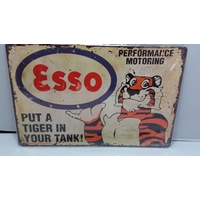 PERFORMANCE
MOTORING
Esso
PUT A
TIGER IN
YOUR TANK!